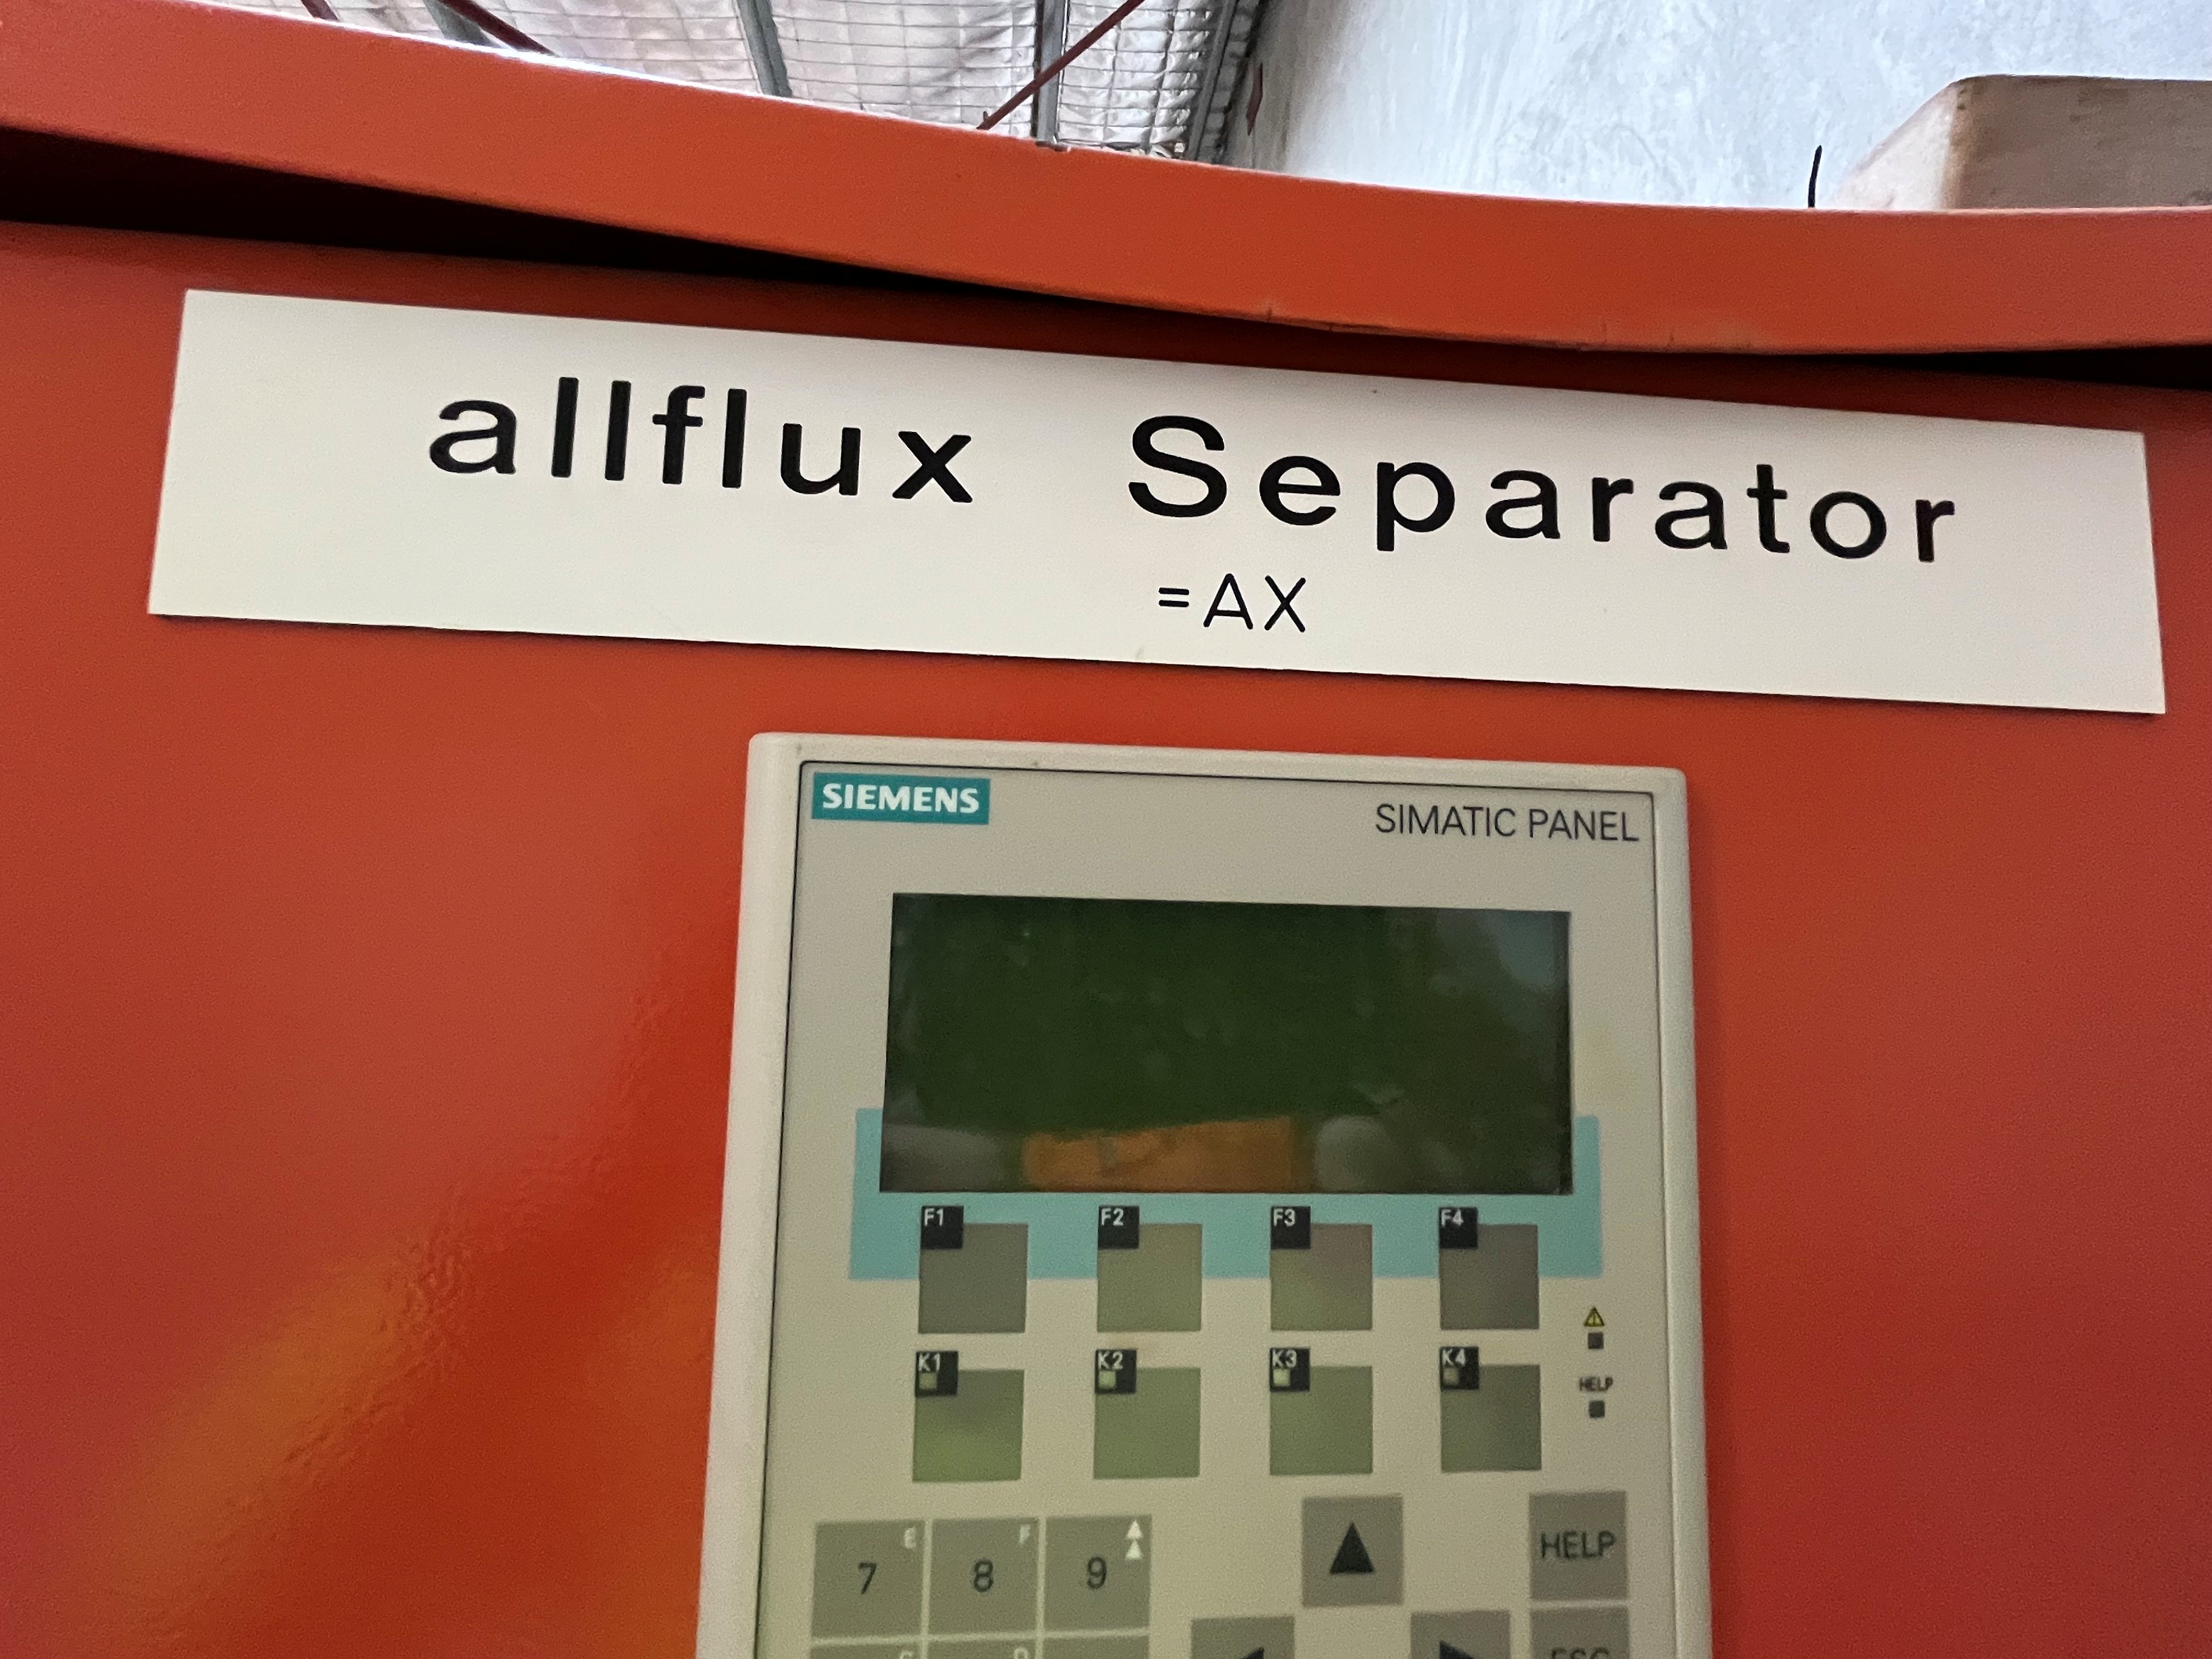 allflux Separator
=AX
SIEMENS
SIMATIC PANEL
F1 F2 F3 F4
K1 K2 K3 K4
HELP
E F
7 8 9 HELP